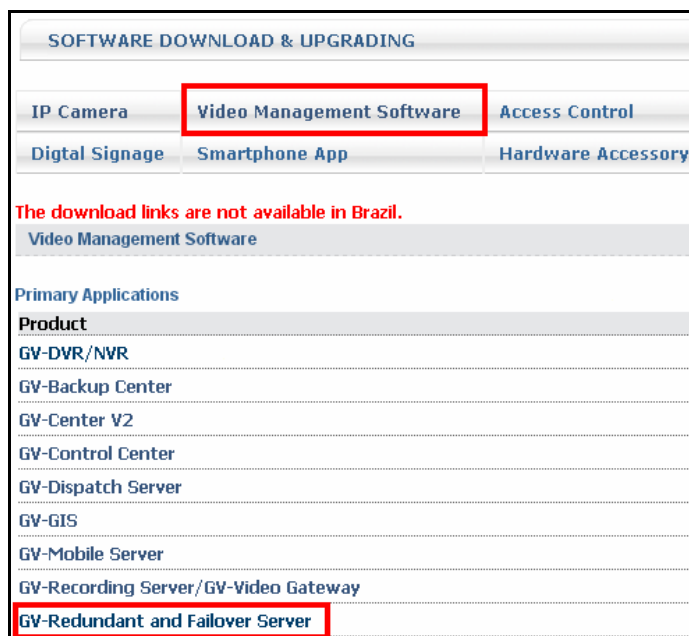 SOFTWARE DOWNLOAD & UPGRADING
IP Camera Video Management Software Access Control
Digtal Signage Smartphone App Hardware Accessory
The download links are not available in Brazil.
Video Management Software
Primary Applications
Product
GV-DVR/NVR
GV-Backup Center
GV-Center V2
GV-Control Center
GV-Dispatch Server
GV-GIS
GV-Mobile Server
GV-Recording Server/GV-Video Gateway
GV-Redundant and Failover Server